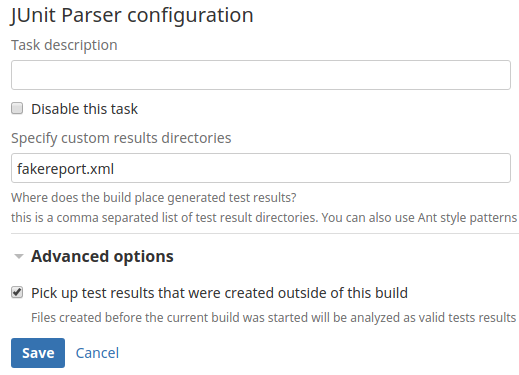 JUnit Parser configuration
Task description
Disable this task
Specify custom results directories
fakereport.xml
Where does the build place generated test results?
this is a comma separated list of test result directories. You can also use Ant style patterns
Advanced options
Pick up test results that were created outside of this build
Files created before the current build was started will be analyzed as valid tests results
Save Cancel